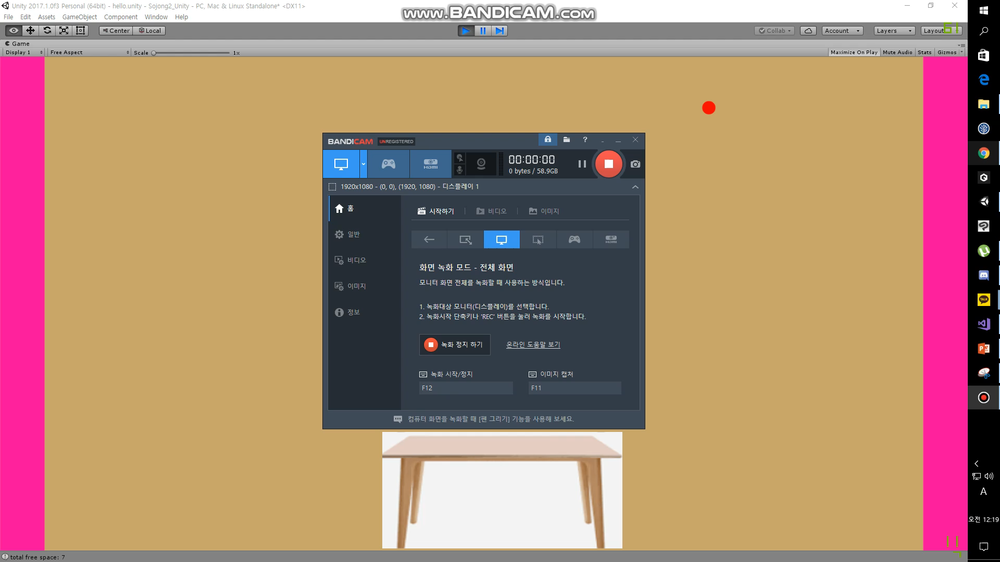 Unity 2017.1.0f3 Personal (64bit) - hello.unity - Sojong2_Unity - PC, Mac & Linux Standalone* <DX11>
www.BANDICAM.com
File Edit Assets GameObject Component Window Help
Center Local
Collab Account Layers Layout
61
Game
Display 1 Free Aspect Scale 1x
Maximize On Play Mute Audio Stats Gizmos
BANDICAM UNREGISTERED ?
HDMI
00:00:00
0 bytes / 58.9GB
1920x1080 - (0, 0), (1920, 1080) - 디스플레이 1
홈
일반
비디오
이미지
정보
시작하기 비디오 이미지
HDMI
화면 녹화 모드 - 전체 화면
모니터 화면 전체를 녹화할 때 사용하는 방식입니다.
1. 녹화대상 모니터(디스플레이)를 선택합니다.
2. 녹화시작 단축키나 'REC' 버튼을 눌러 녹화를 시작합니다.
녹화 정지 하기 온라인 도움말 보기
녹화 시작/정지 이미지 캡처
F12 F11
컴퓨터 화면을 녹화할 때 [펜 그리기] 기능을 사용해 보세요.
TALK
A
오전 12:19
11
total free space: 7